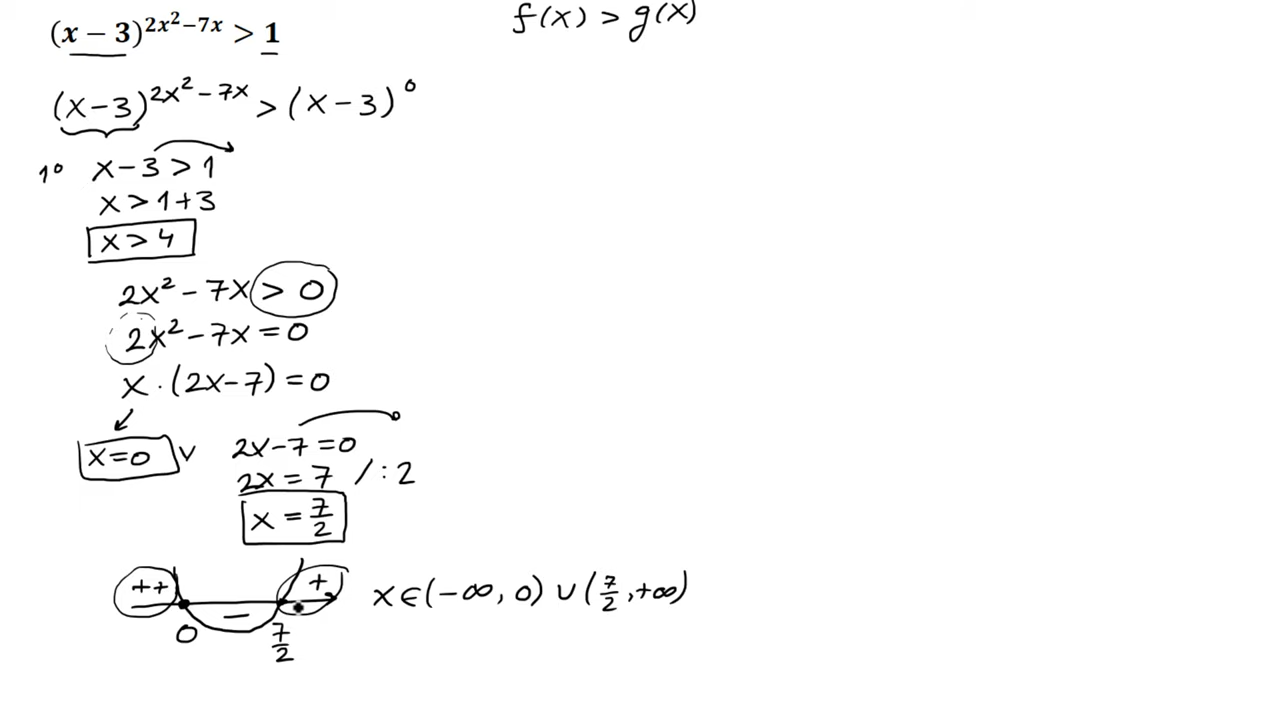 (x − 3)^{2x²−7x} > 1
f(x) > g(x)
(x−3)^{2x²−7x} > (x−3)⁰
1° x−3 > 1
x > 1+3
x > 4
2x² − 7x > 0
2x² − 7x = 0
x · (2x−7) = 0
x=0 ∨ 2x−7=0
2x = 7 / : 2
x = 7/2
++ − +
0 7/2
x ∈ (−∞, 0) ∪ (7/2, +∞)